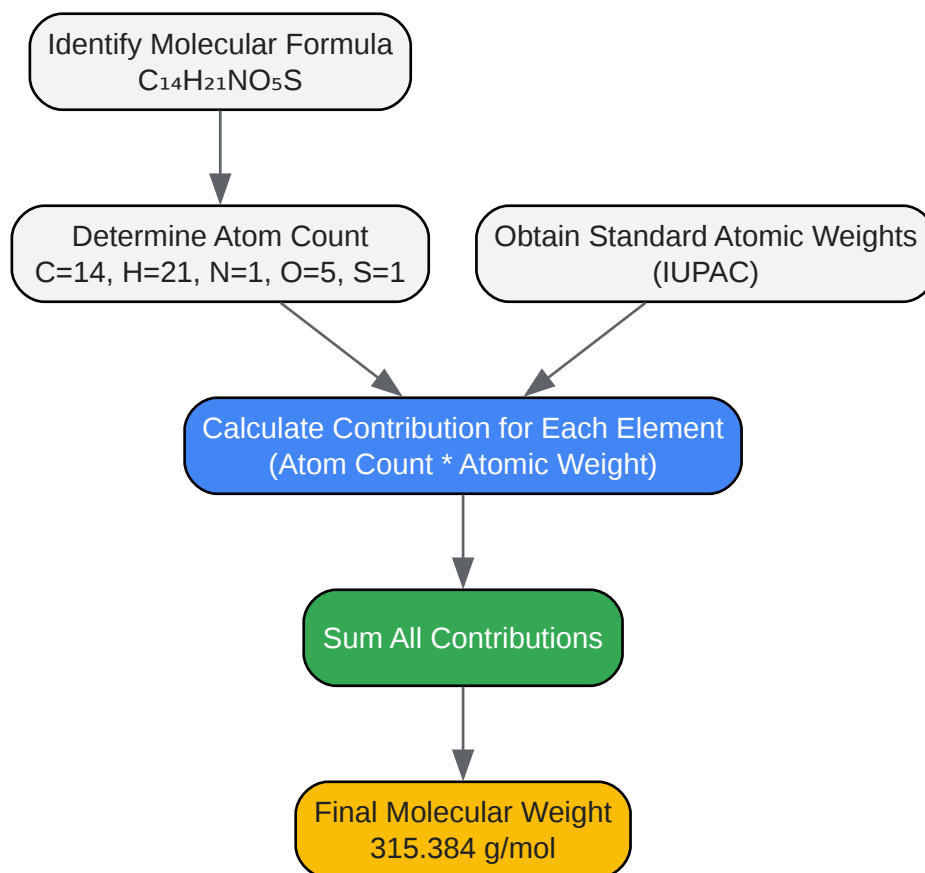 Identify Molecular Formula
C₁₄H₂₁NO₅S
Determine Atom Count
C=14, H=21, N=1, O=5, S=1
Obtain Standard Atomic Weights
(IUPAC)
Calculate Contribution for Each Element
(Atom Count * Atomic Weight)
Sum All Contributions
Final Molecular Weight
315.384 g/mol